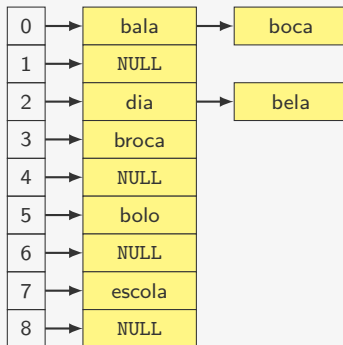 0 bala boca
1 NULL
2 dia bela
3 broca
4 NULL
5 bolo
6 NULL
7 escola
8 NULL